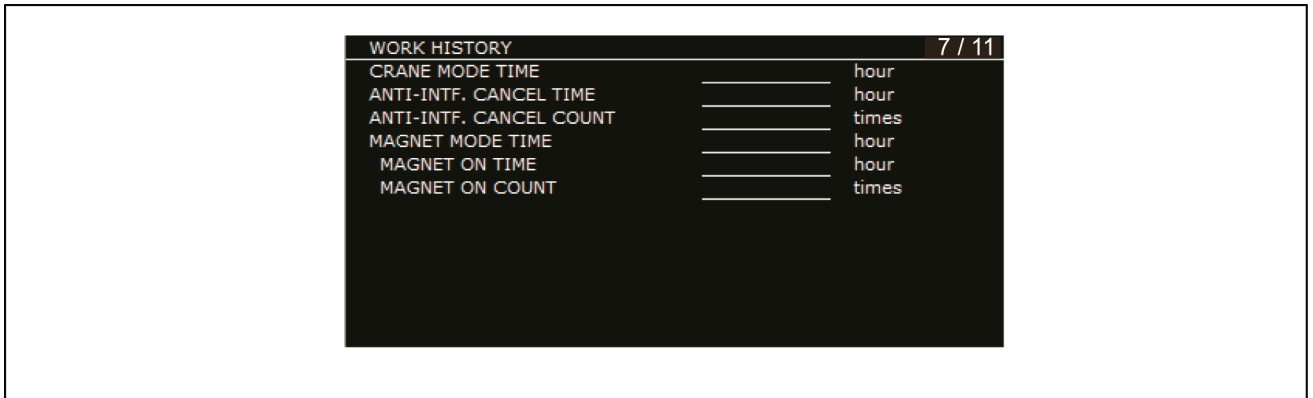 WORK HISTORY 7 / 11
CRANE MODE TIME hour
ANTI-INTF. CANCEL TIME hour
ANTI-INTF. CANCEL COUNT times
MAGNET MODE TIME hour
MAGNET ON TIME hour
MAGNET ON COUNT times